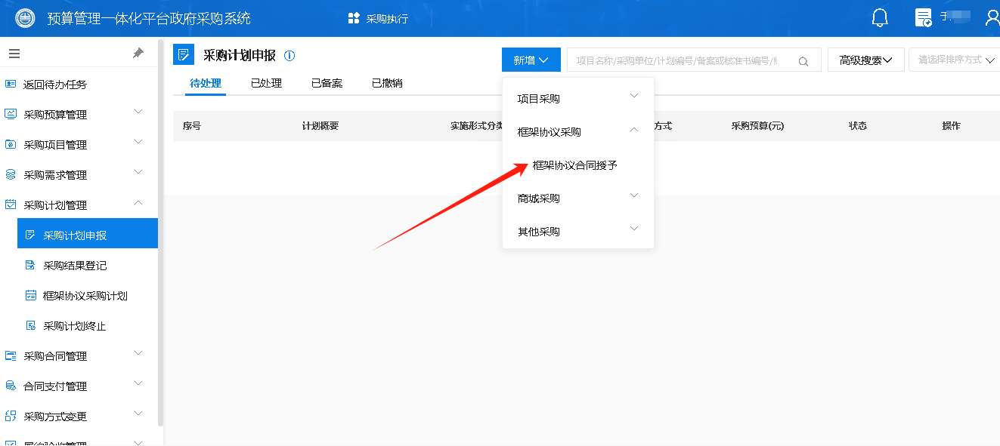 预算管理一体化平台政府采购系统
采购执行
返回待办任务
采购预算管理
采购项目管理
采购需求管理
采购计划管理
采购计划申报
采购结果登记
框架协议采购计划
采购计划终止
采购合同管理
合同支付管理
采购方式变更
履约验收管理
采购计划申报
新增
项目名称/采购单位/计划编号/备案或核准书编号/
高级搜索
请选择排序方式
待处理
已处理
已备案
已撤销
序号
计划概要
实施形式分类
方式
采购预算(元)
状态
操作
项目采购
框架协议采购
框架协议合同授予
商城采购
其他采购